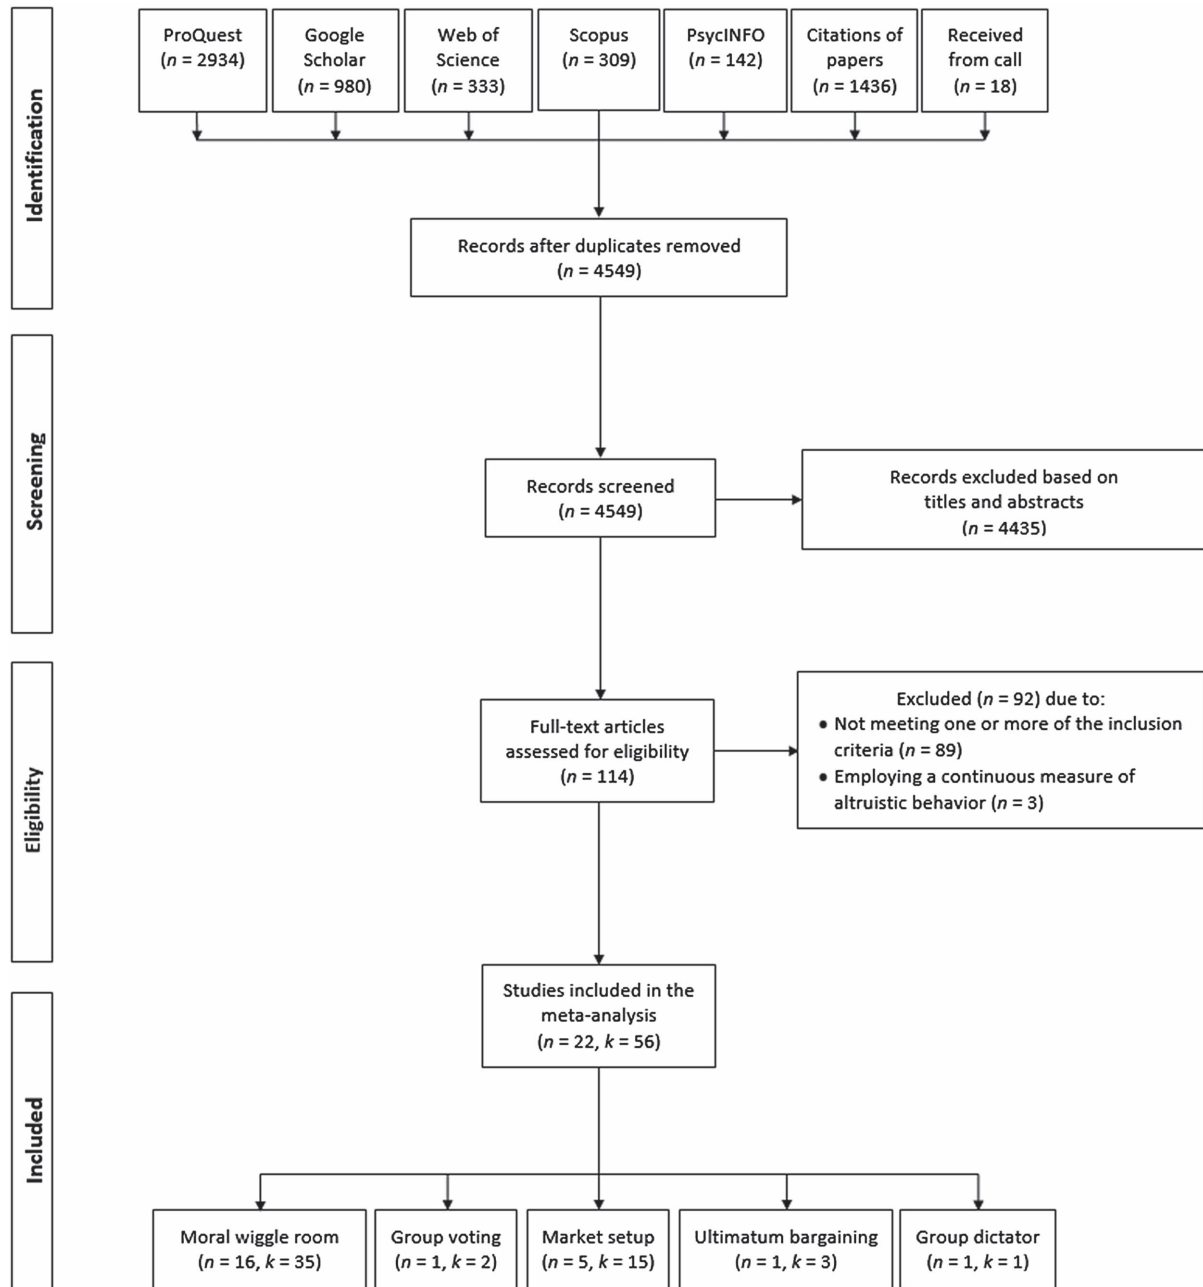 Identification
ProQuest
(n = 2934)
Google
Scholar
(n = 980)
Web of
Science
(n = 333)
Scopus
(n = 309)
PsycINFO
(n = 142)
Citations of
papers
(n = 1436)
Received
from call
(n = 18)
Records after duplicates removed
(n = 4549)
Screening
Records screened
(n = 4549)
Records excluded based on
titles and abstracts
(n = 4435)
Eligibility
Full-text articles
assessed for eligibility
(n = 114)
Excluded (n = 92) due to:
• Not meeting one or more of the inclusion
criteria (n = 89)
• Employing a continuous measure of
altruistic behavior (n = 3)
Included
Studies included in the
meta-analysis
(n = 22, k = 56)
Moral wiggle room
(n = 16, k = 35)
Group voting
(n = 1, k = 2)
Market setup
(n = 5, k = 15)
Ultimatum bargaining
(n = 1, k = 3)
Group dictator
(n = 1, k = 1)